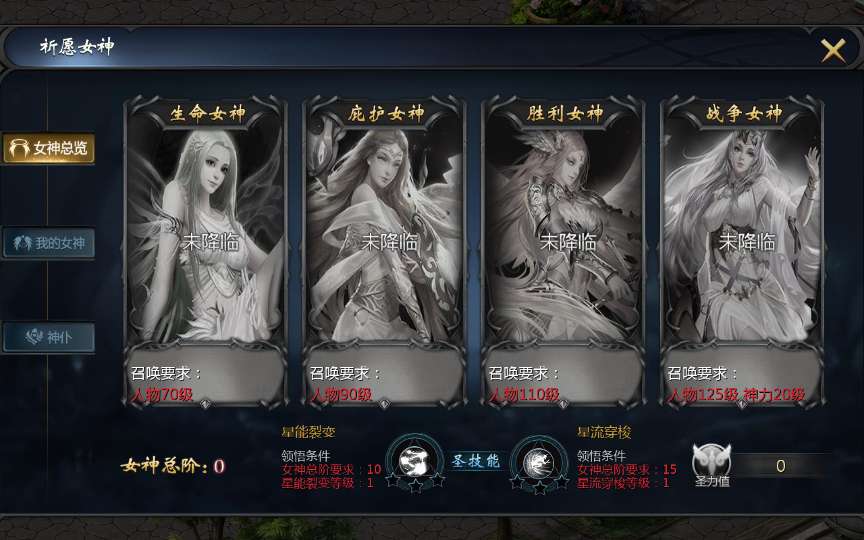 祈愿女神
女神总览
我的女神
神仆
生命女神
未降临
召唤要求：
人物70级
庇护女神
未降临
召唤要求：
人物90级
胜利女神
未降临
召唤要求：
人物110级
战争女神
未降临
召唤要求：
人物125级 神力20级
女神总阶：0
星能裂变
领悟条件
女神总阶要求：10
星能裂变等级：1
圣技能
星流穿梭
领悟条件
女神总阶要求：15
星流穿梭等级：1
圣力值
0